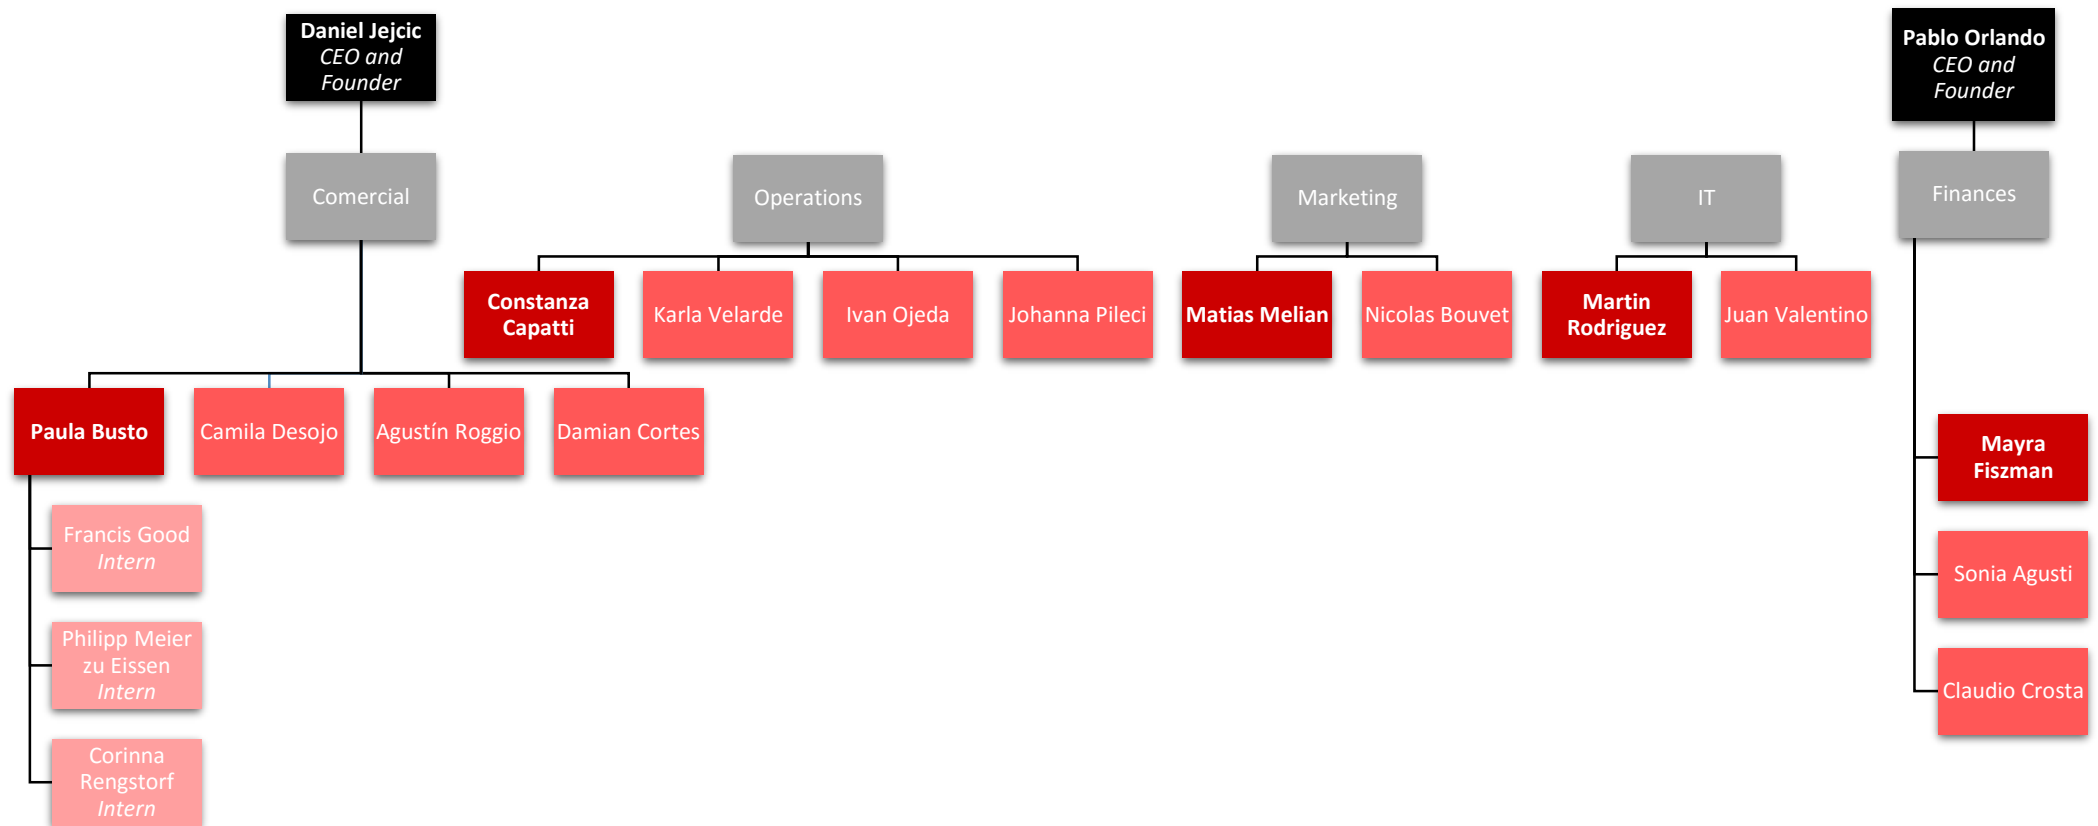 Daniel Jejcic
CEO and
Founder
Pablo Orlando
CEO and
Founder
Comercial
Operations
Marketing
IT
Finances
Constanza
Capatti
Karla Velarde
Ivan Ojeda
Johanna Pileci
Matias Melian
Nicolas Bouvet
Martin
Rodriguez
Juan Valentino
Paula Busto
Camila Desojo
Agustín Roggio
Damian Cortes
Mayra
Fiszman
Francis Good
Intern
Sonia Agusti
Philipp Meier
zu Eissen
Intern
Claudio Crosta
Corinna
Rengstorf
Intern